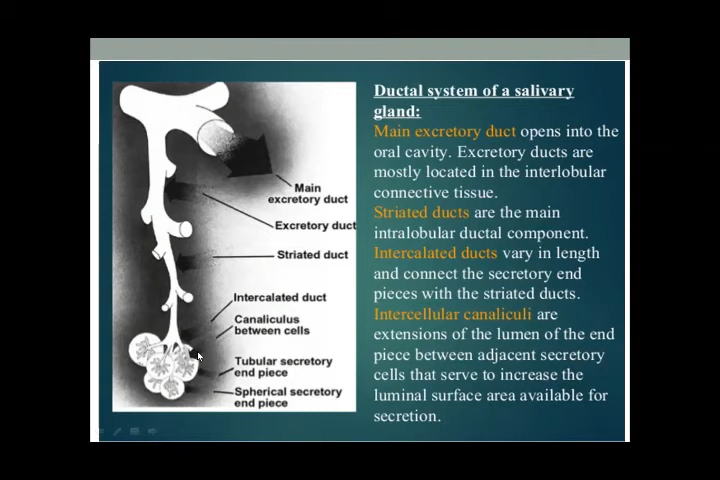 Main
excretory duct
Excretory duct
Striated duct
Intercalated duct
Canaliculus
between cells
Tubular secretory
end piece
Spherical secretory
end piece
Ductal system of a salivary
gland:
Main excretory duct opens into the
oral cavity. Excretory ducts are
mostly located in the interlobular
connective tissue.
Striated ducts are the main
intralobular ductal component.
Intercalated ducts vary in length
and connect the secretory end
pieces with the striated ducts.
Intercellular canaliculi are
extensions of the lumen of the end
piece between adjacent secretory
cells that serve to increase the
luminal surface area available for
secretion.